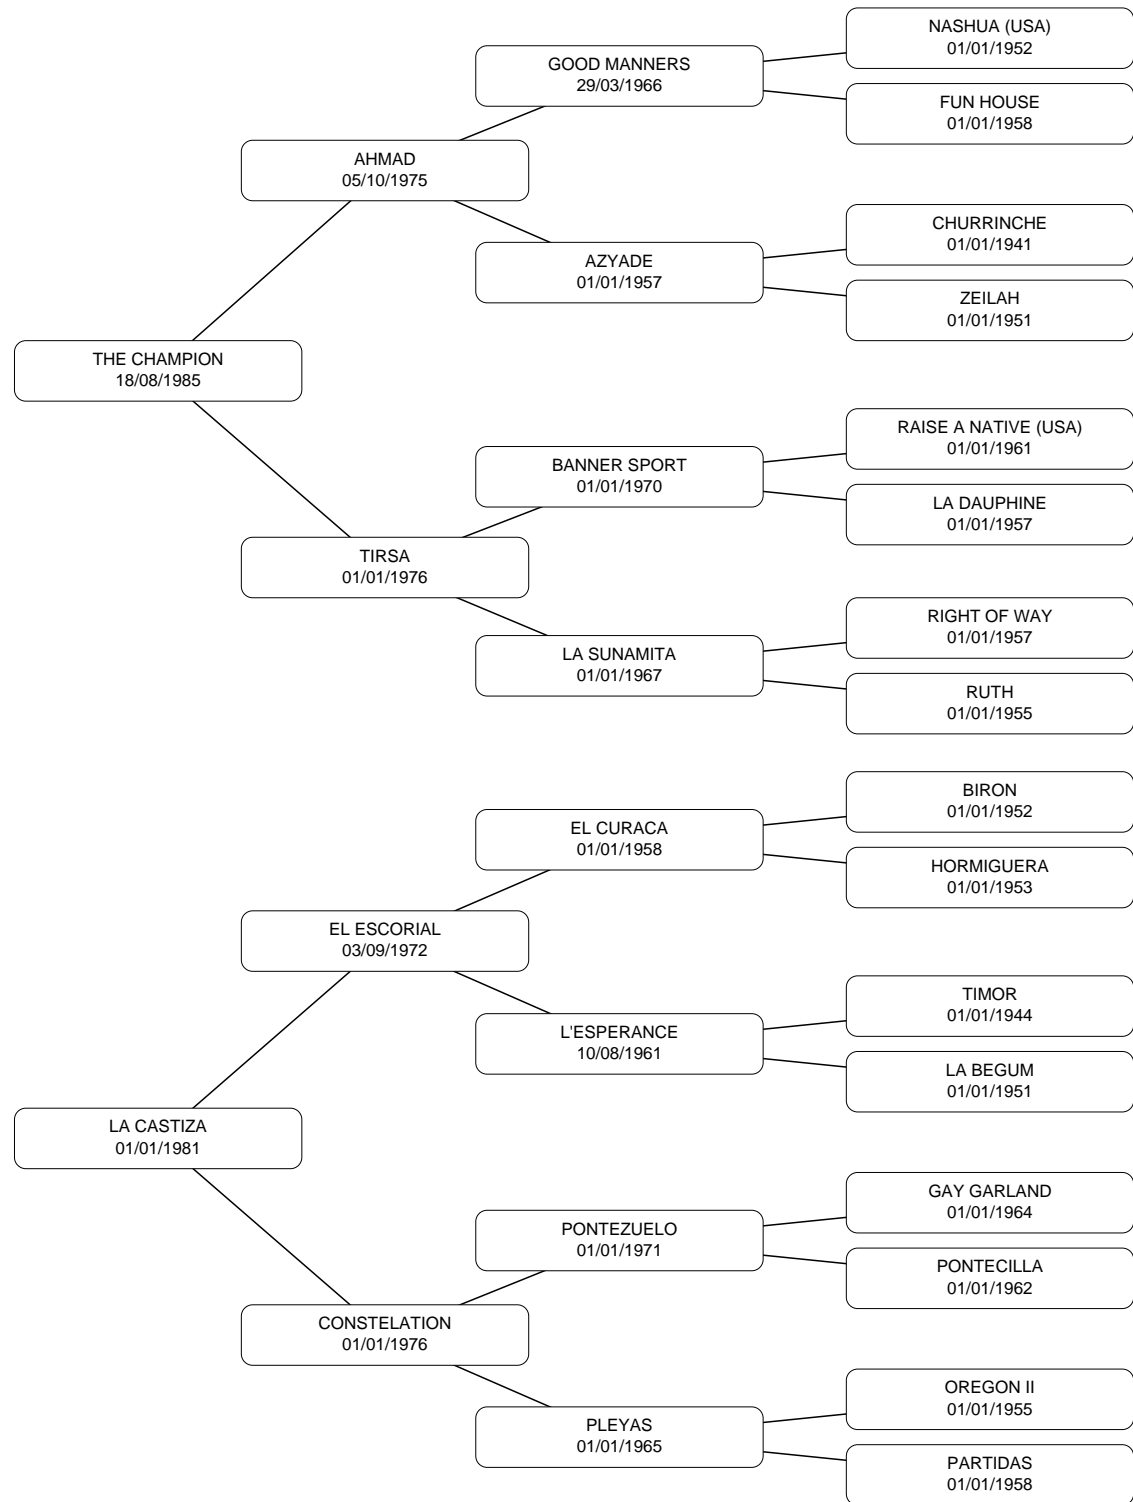 NASHUA (USA)
01/01/1952
GOOD MANNERS
29/03/1966
FUN HOUSE
01/01/1958
AHMAD
05/10/1975
CHURRINCHE
01/01/1941
AZYADE
01/01/1957
ZEILAH
01/01/1951
THE CHAMPION
18/08/1985
RAISE A NATIVE (USA)
01/01/1961
BANNER SPORT
01/01/1970
LA DAUPHINE
01/01/1957
TIRSA
01/01/1976
RIGHT OF WAY
01/01/1957
LA SUNAMITA
01/01/1967
RUTH
01/01/1955
BIRON
01/01/1952
EL CURACA
01/01/1958
HORMIGUERA
01/01/1953
EL ESCORIAL
03/09/1972
TIMOR
01/01/1944
L'ESPERANCE
10/08/1961
LA BEGUM
01/01/1951
LA CASTIZA
01/01/1981
GAY GARLAND
01/01/1964
PONTEZUELO
01/01/1971
PONTECILLA
01/01/1962
CONSTELATION
01/01/1976
OREGON II
01/01/1955
PLEYAS
01/01/1965
PARTIDAS
01/01/1958